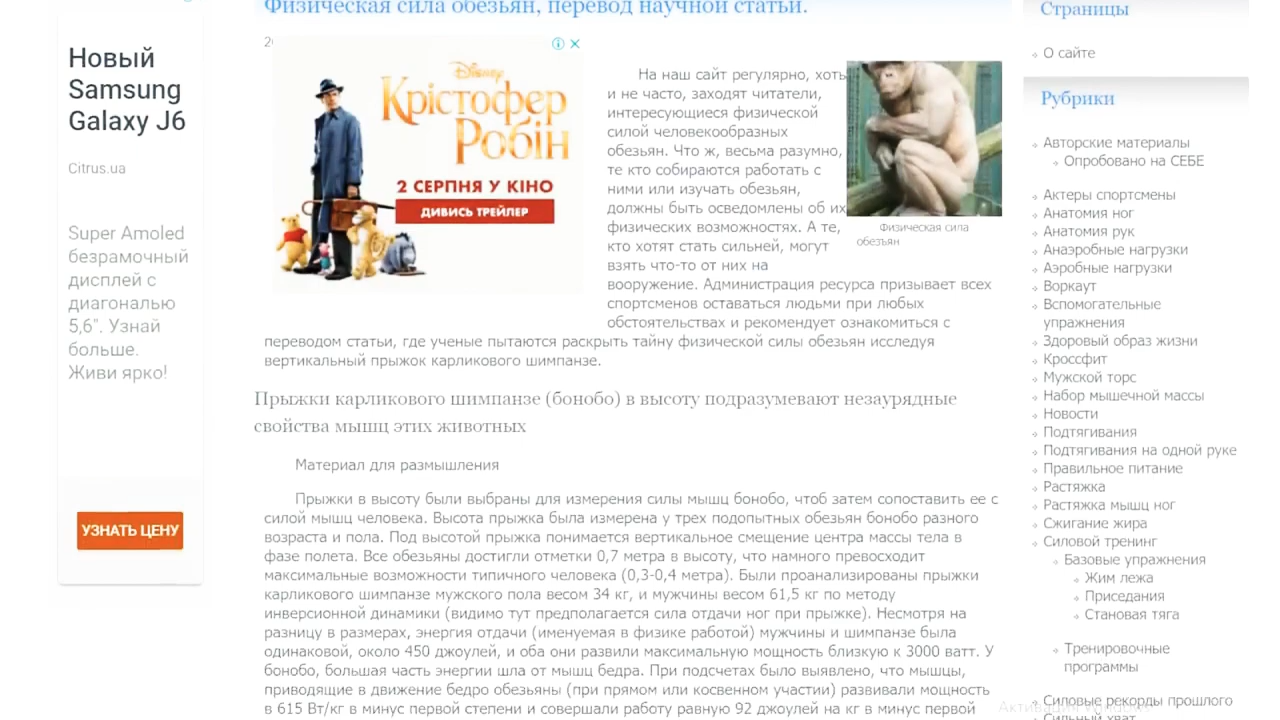 Новый
Samsung
Galaxy J6
Citrus.ua
Super Amoled
безрамочный
дисплей с
диагональю
5,6". Узнай
больше.
Живи ярко!
УЗНАТЬ ЦЕНУ
Физическая сила обезьян, перевод научной статьи.
Disney
Крістофер
Робін
2 СЕРПНЯ У КІНО
ДИВИСЬ ТРЕЙЛЕР
На наш сайт регулярно, хоть
и не часто, заходят читатели,
интересующиеся физической
силой человекообразных
обезьян. Что ж, весьма разумно,
те кто собираются работать с
ними или изучать обезьян,
должны быть осведомлены об их
физических возможностях. А те,
кто хотят стать сильней, могут
взять что-то от них на
вооружение. Администрация ресурса призывает всех
спортсменов оставаться людьми при любых
обстоятельствах и рекомендует ознакомиться с
переводом статьи, где ученые пытаются раскрыть тайну физической силы обезьян исследуя
вертикальный прыжок карликового шимпанзе.
Физическая сила
обезьян
Прыжки карликового шимпанзе (бонобо) в высоту подразумевают незаурядные
свойства мышц этих животных
Материал для размышления
Прыжки в высоту были выбраны для измерения силы мышц бонобо, чтоб затем сопоставить ее с
силой мышц человека. Высота прыжка была измерена у трех подопытных обезьян бонобо разного
возраста и пола. Под высотой прыжка понимается вертикальное смещение центра массы тела в
фазе полета. Все обезьяны достигли отметки 0,7 метра в высоту, что намного превосходит
максимальные возможности типичного человека (0,3-0,4 метра). Были проанализированы прыжки
карликового шимпанзе мужского пола весом 34 кг, и мужчины весом 61,5 кг по методу
инверсионной динамики (видимо тут предполагается сила отдачи ног при прыжке). Несмотря на
разницу в размерах, энергия отдачи (именуемая в физике работой) мужчины и шимпанзе была
одинаковой, около 450 джоулей, и оба они развили максимальную мощность близкую к 3000 ватт. У
бонобо, большая часть энергии шла от мышц бедра. При подсчетах было выявлено, что мышцы,
приводящие в движение бедро обезьяны (при прямом или косвенном участии) развивали мощность
в 615 Вт/кг в минус первой степени и совершали работу равную 92 джоулей на кг в минус первой
Страницы
О сайте
Рубрики
Авторские материалы
Опробовано на СЕБЕ
Актеры спортсмены
Анатомия ног
Анатомия рук
Анаэробные нагрузки
Аэробные нагрузки
Воркаут
Вспомогательные
упражнения
Здоровый образ жизни
Кроссфит
Мужской торс
Набор мышечной массы
Новости
Подтягивания
Подтягивания на одной руке
Правильное питание
Растяжка
Растяжка мышц ног
Сжигание жира
Силовой тренинг
Базовые упражнения
Жим лежа
Приседания
Становая тяга
Тренировочные
программы
Силовые рекорды прошлого
Сильный хват